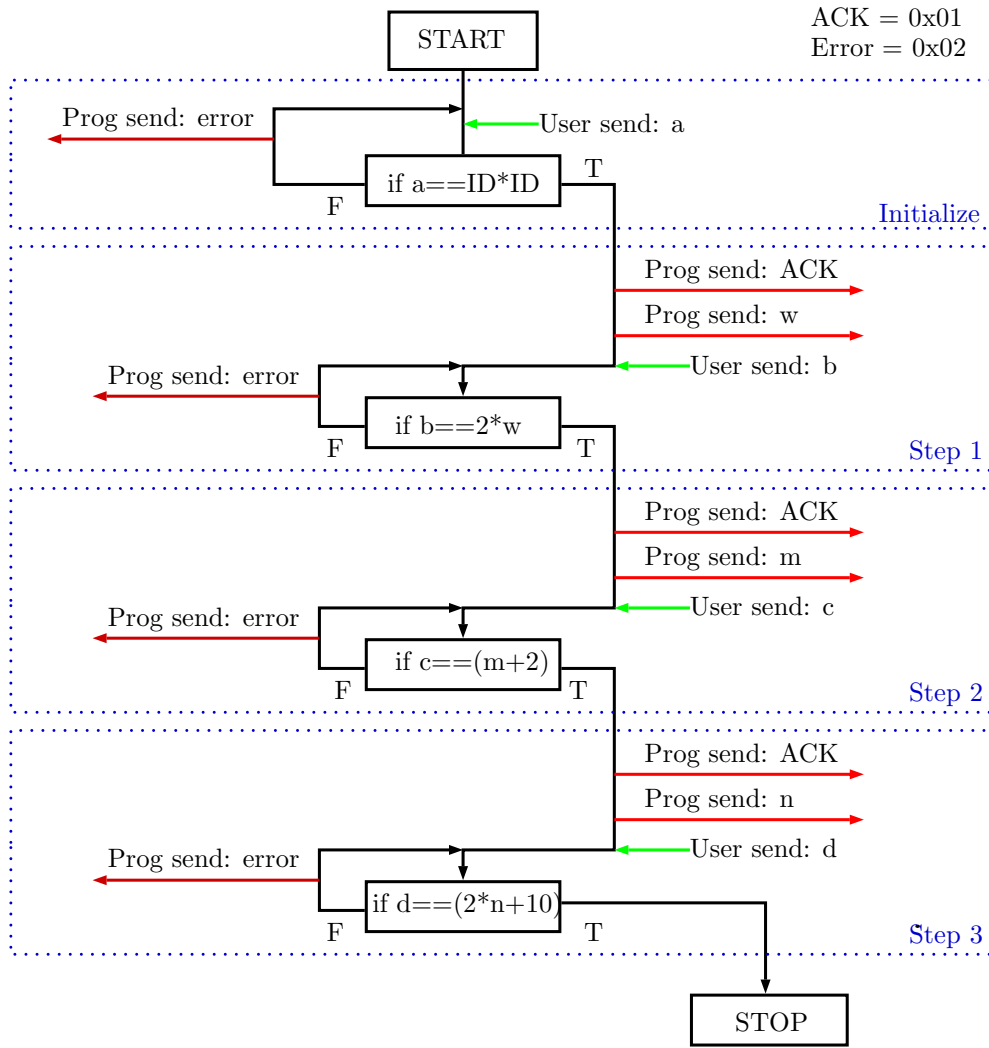 START
ACK = 0x01
Error = 0x02
Prog send: error
User send: a
if a==ID*ID
T
F
Initialize
Prog send: ACK
Prog send: w
User send: b
Prog send: error
if b==2*w
F
T
Step 1
Prog send: ACK
Prog send: m
User send: c
Prog send: error
if c==(m+2)
F
T
Step 2
Prog send: ACK
Prog send: n
User send: d
Prog send: error
if d==(2*n+10)
F
T
Step 3
STOP